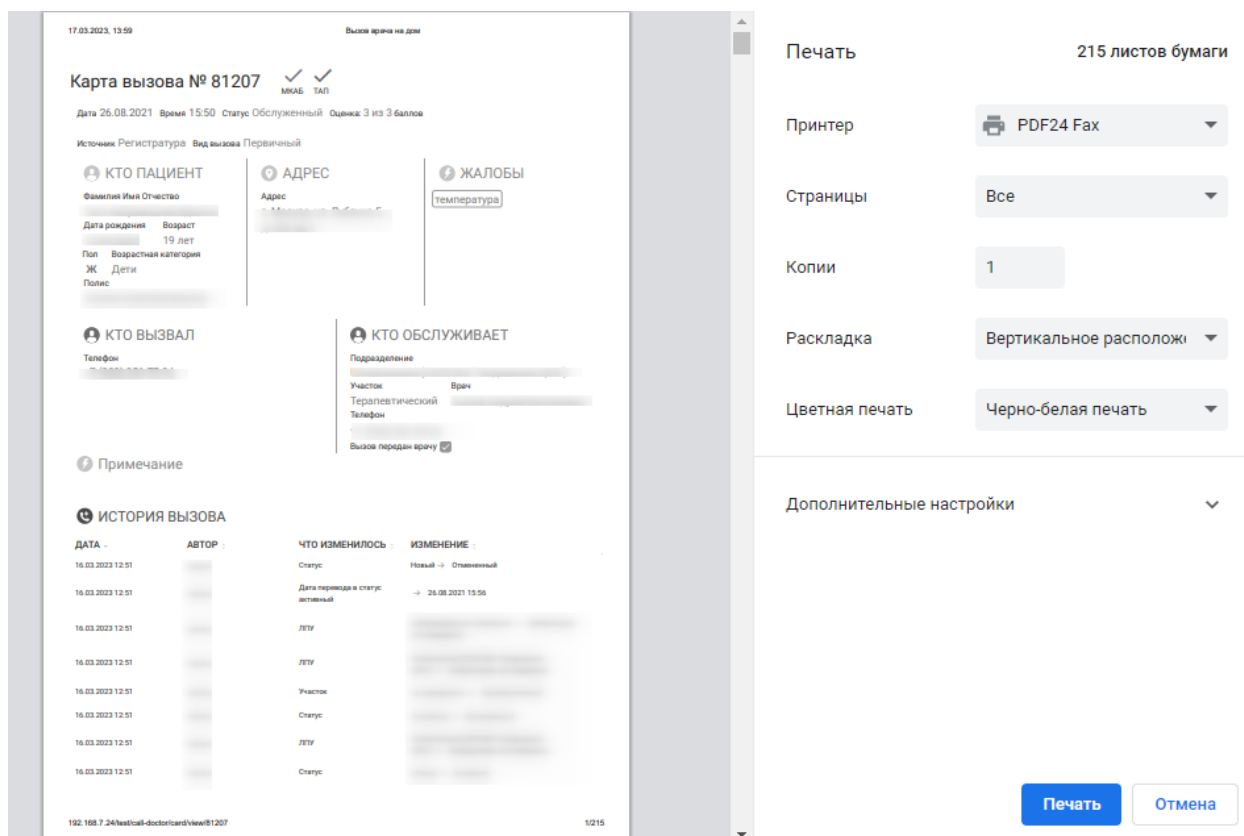 17.03.2023, 13:59 Вызов врача на дом
Карта вызова № 81207
МКАБ ТАП
Дата 26.08.2021 Время 15:50 Статус Обслуженный Оценка: 3 из 3 баллов
Источник Регистратура Вид вызова Первичный
КТО ПАЦИЕНТ
Фамилия Имя Отчество
Дата рождения Возраст
19 лет
Пол Возрастная категория
Ж Дети
Полис
АДРЕС
Адрес
ЖАЛОБЫ
температура
КТО ВЫЗВАЛ
Телефон
КТО ОБСЛУЖИВАЕТ
Подразделение
Участок Врач
Терапевтический
Телефон
Вызов передан врачу
Примечание
ИСТОРИЯ ВЫЗОВА
ДАТА АВТОР ЧТО ИЗМЕНИЛОСЬ ИЗМЕНЕНИЕ
16.03.2023 12:51 Статус Новый → Отмененный
16.03.2023 12:51 Дата перевода в статус активный → 26.08.2021 15:56
16.03.2023 12:51 ЛПУ
16.03.2023 12:51 ЛПУ
16.03.2023 12:51 Участок
16.03.2023 12:51 Статус
16.03.2023 12:51 ЛПУ
16.03.2023 12:51 Статус
192.168.7.24/test/call-doctor/card/view/81207 1/215
Печать 215 листов бумаги
Принтер PDF24 Fax
Страницы Все
Копии 1
Раскладка Вертикальное располож
Цветная печать Черно-белая печать
Дополнительные настройки
Печать Отмена